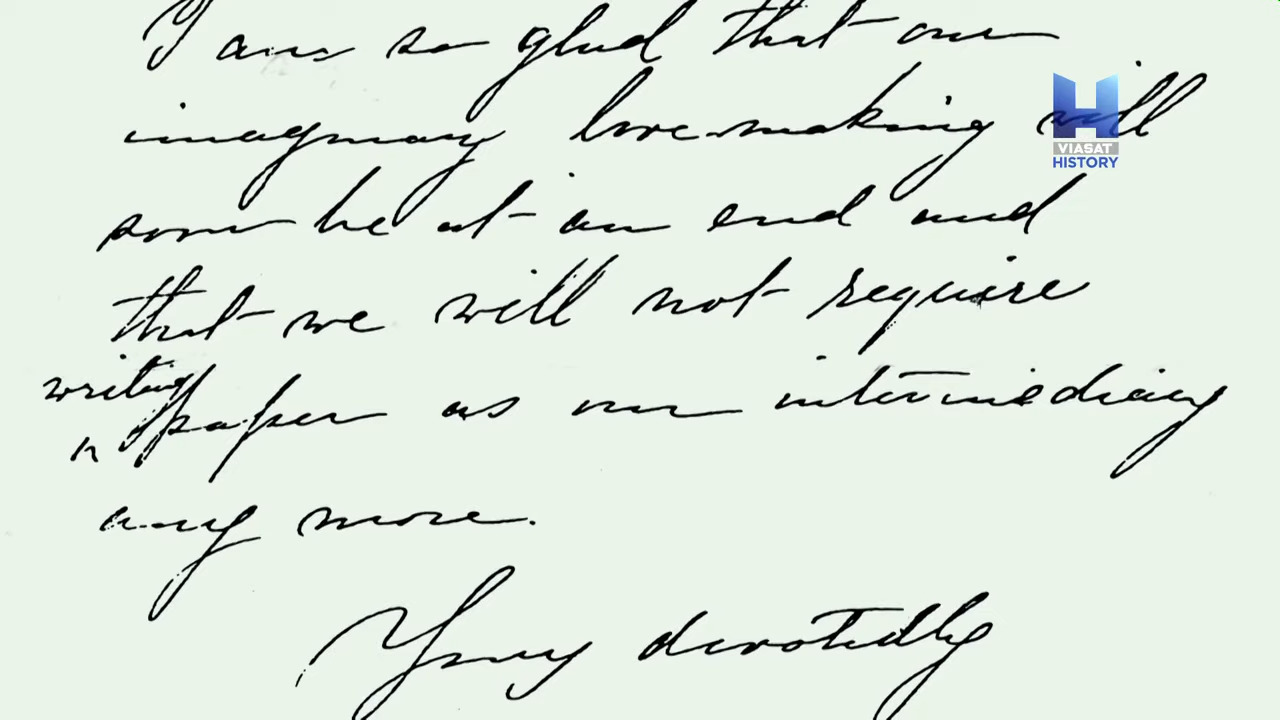 I am so glad that our
imaginary love-making will
soon be at an end and
that we will not require
writing
paper as our intermediary
any more.
Yours devotedly
VIASAT
HISTORY